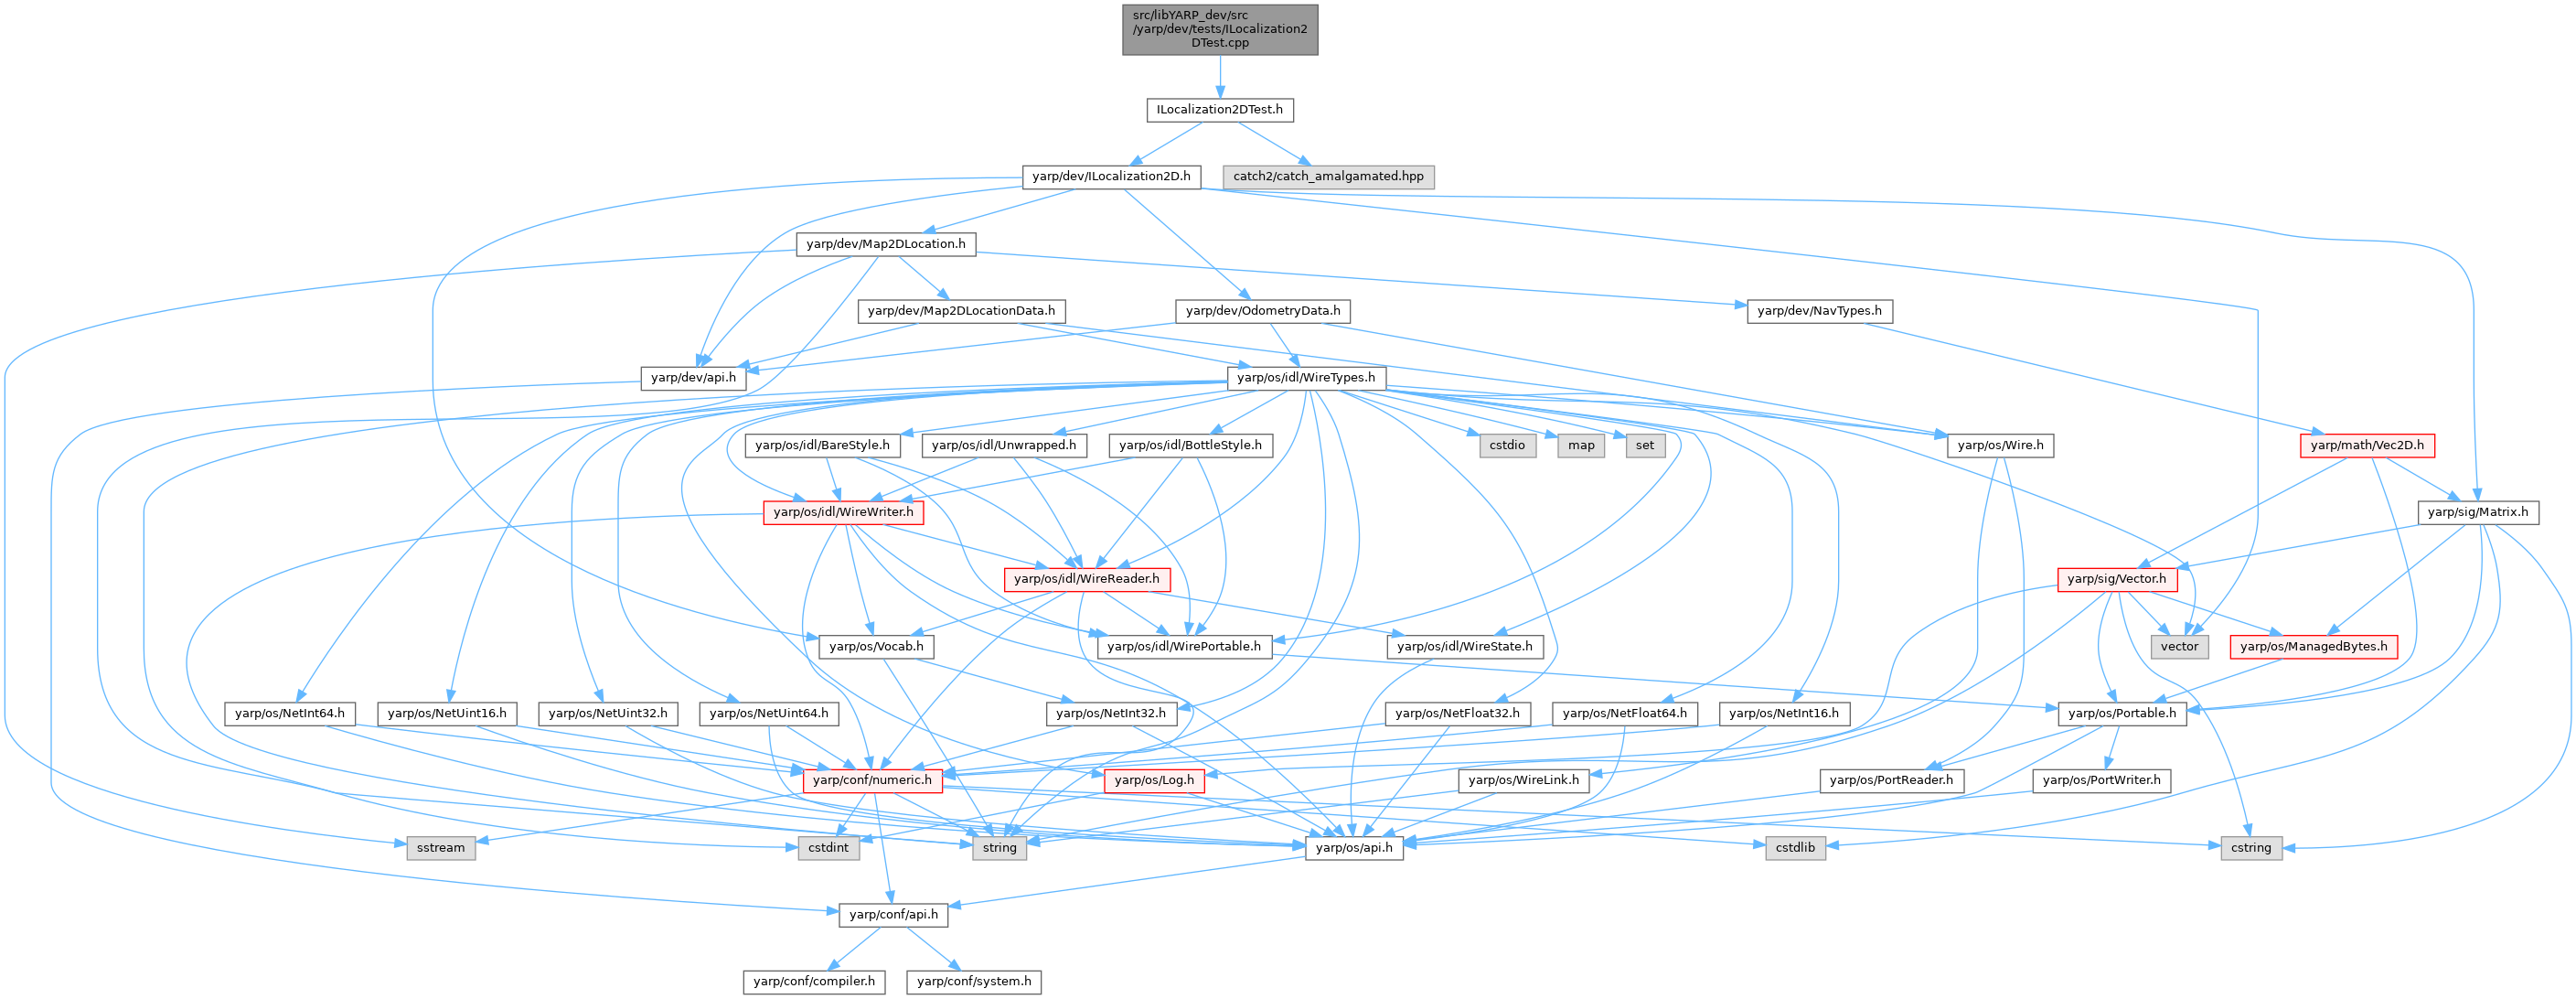 src/libYARP_dev/src
/yarp/dev/tests/ILocalization2
DTest.cpp
ILocalization2DTest.h
yarp/dev/ILocalization2D.h
catch2/catch_amalgamated.hpp
yarp/dev/Map2DLocation.h
yarp/dev/Map2DLocationData.h
yarp/dev/OdometryData.h
yarp/dev/NavTypes.h
yarp/dev/api.h
yarp/os/idl/WireTypes.h
yarp/os/idl/BareStyle.h
yarp/os/idl/Unwrapped.h
yarp/os/idl/BottleStyle.h
cstdio
map
set
yarp/os/Wire.h
yarp/math/Vec2D.h
yarp/os/idl/WireWriter.h
yarp/sig/Matrix.h
yarp/os/idl/WireReader.h
yarp/sig/Vector.h
yarp/os/Vocab.h
yarp/os/idl/WirePortable.h
yarp/os/idl/WireState.h
vector
yarp/os/ManagedBytes.h
yarp/os/NetInt64.h
yarp/os/NetUint16.h
yarp/os/NetUint32.h
yarp/os/NetUint64.h
yarp/os/NetInt32.h
yarp/os/NetFloat32.h
yarp/os/NetFloat64.h
yarp/os/NetInt16.h
yarp/os/Portable.h
yarp/conf/numeric.h
yarp/os/Log.h
yarp/os/WireLink.h
yarp/os/PortReader.h
yarp/os/PortWriter.h
sstream
cstdint
string
yarp/os/api.h
cstdlib
cstring
yarp/conf/api.h
yarp/conf/compiler.h
yarp/conf/system.h